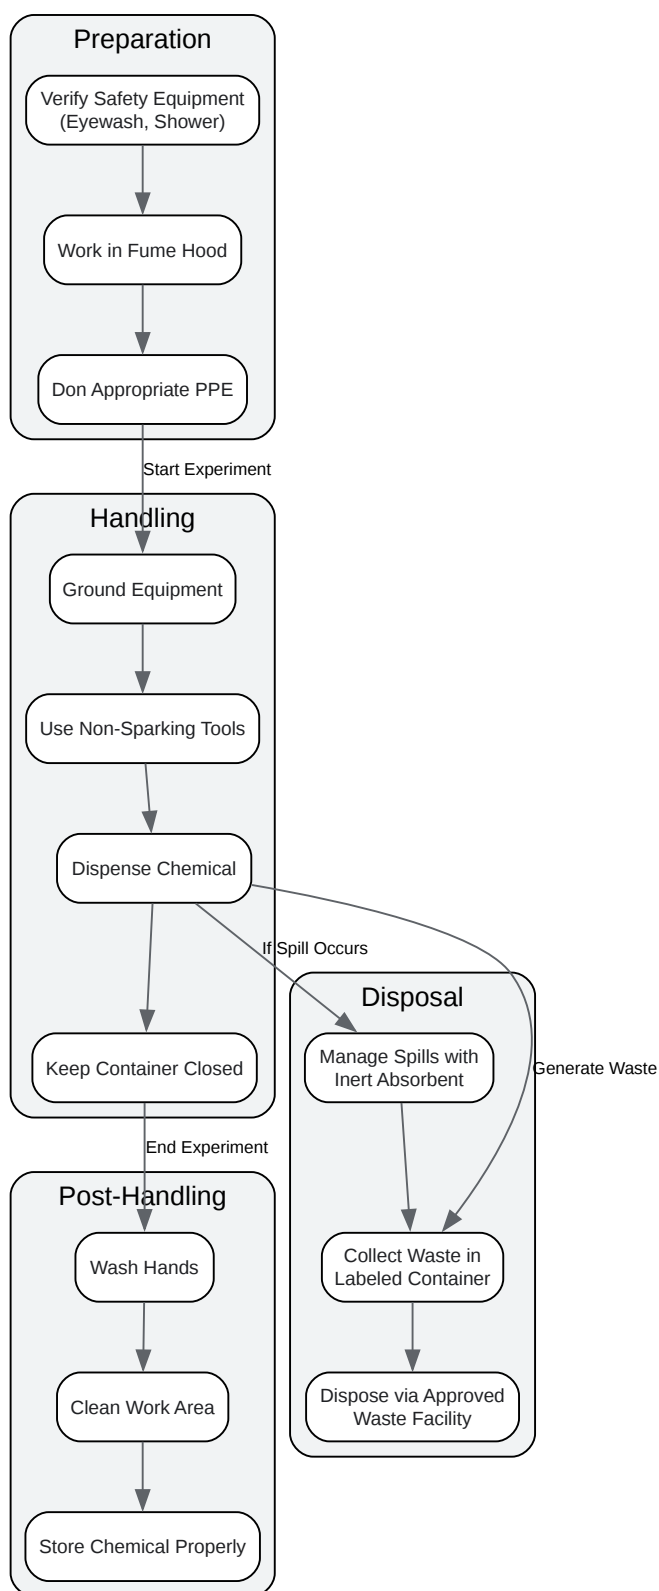 Preparation
Verify Safety Equipment
(Eyewash, Shower)
Work in Fume Hood
Don Appropriate PPE
Start Experiment
Handling
Ground Equipment
Use Non-Sparking Tools
Dispense Chemical
If Spill Occurs
Disposal
Manage Spills with
Inert Absorbent
Keep Container Closed
Generate Waste
End Experiment
Post-Handling
Wash Hands
Collect Waste in
Labeled Container
Clean Work Area
Dispose via Approved
Waste Facility
Store Chemical Properly